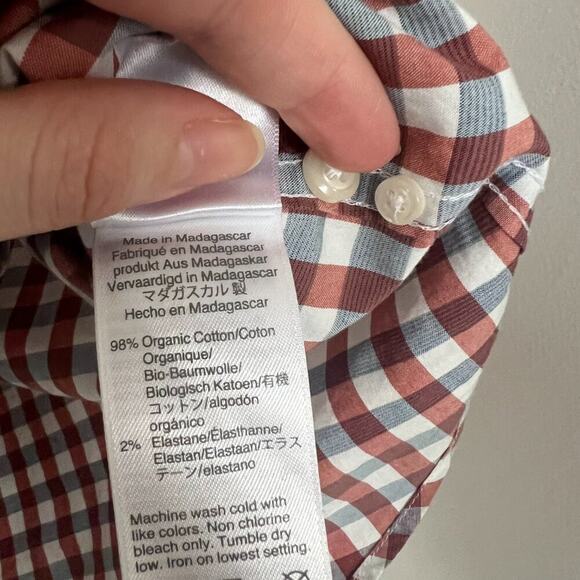 Made in Madagascar
Fabriqué en Madagascar
produkt Aus Madagaskar
Vervaardigd in Madagascar
マダガスカル 製
Hecho en Madagascar
98% Organic Cotton/Coton
Organique/
Bio-Baumwolle/
Biologisch Katoen/有機
コットン/algodón
orgánico
2% Elastane/Élasthanne/
Elastan/Elastaan/エラス
テーン/elastano
Machine wash cold with
like colors. Non chlorine
bleach only. Tumble dry
low. Iron on lowest setting.